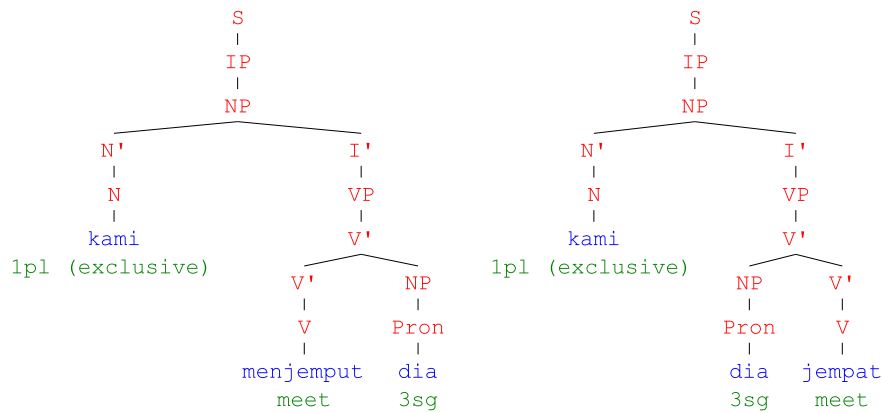 S S
IP IP
NP NP
N' I' N' I'
N VP N VP
kami V' kami V'
1pl (exclusive) 1pl (exclusive)
V' NP NP V'
V Pron Pron V
menjemput dia dia jempat
meet 3sg 3sg meet